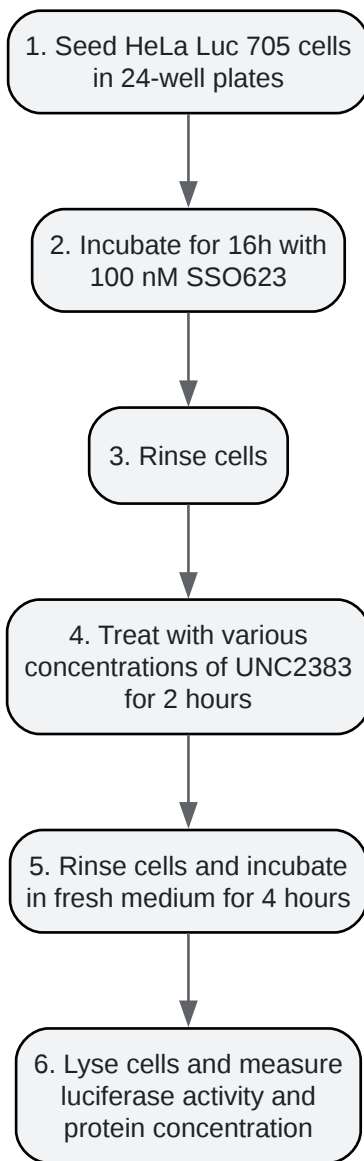 1. Seed HeLa Luc 705 cells
in 24-well plates
2. Incubate for 16h with
100 nM SSO623
3. Rinse cells
4. Treat with various
concentrations of UNC2383
for 2 hours
5. Rinse cells and incubate
in fresh medium for 4 hours
6. Lyse cells and measure
luciferase activity and
protein concentration